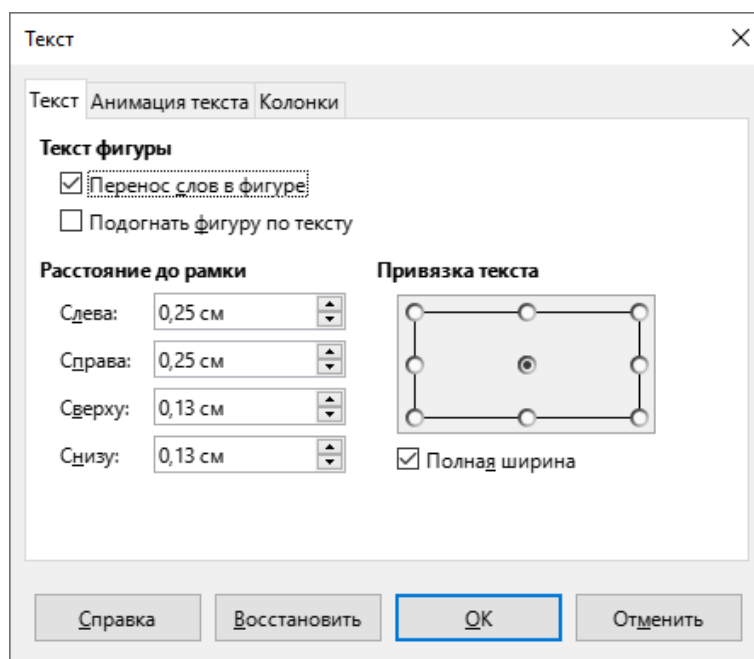 Текст
Текст Анимация текста Колонки
Текст фигуры
Перенос слов в фигуре
Подогнать фигуру по тексту
Расстояние до рамки
Слева: 0,25 см
Справа: 0,25 см
Сверху: 0,13 см
Снизу: 0,13 см
Привязка текста
Полная ширина
Справка Восстановить OK Отменить